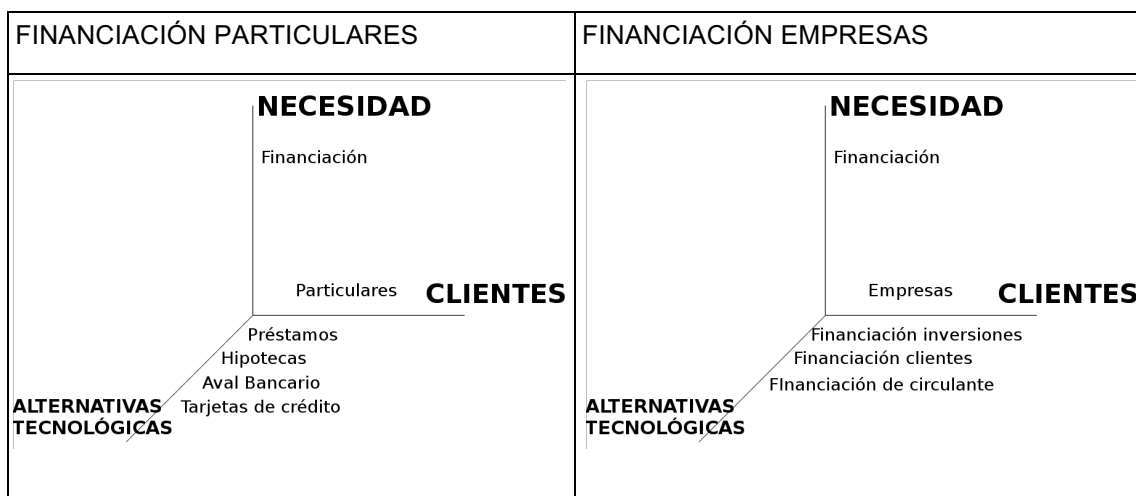 FINANCIACIÓN PARTICULARES
NECESIDAD
Financiación
Particulares
CLIENTES
Préstamos
Hipotecas
Aval Bancario
Tarjetas de crédito
ALTERNATIVAS
TECNOLÓGICAS
FINANCIACIÓN EMPRESAS
NECESIDAD
Financiación
Empresas
CLIENTES
Financiación inversiones
Financiación clientes
FInanciación de circulante
ALTERNATIVAS
TECNOLÓGICAS